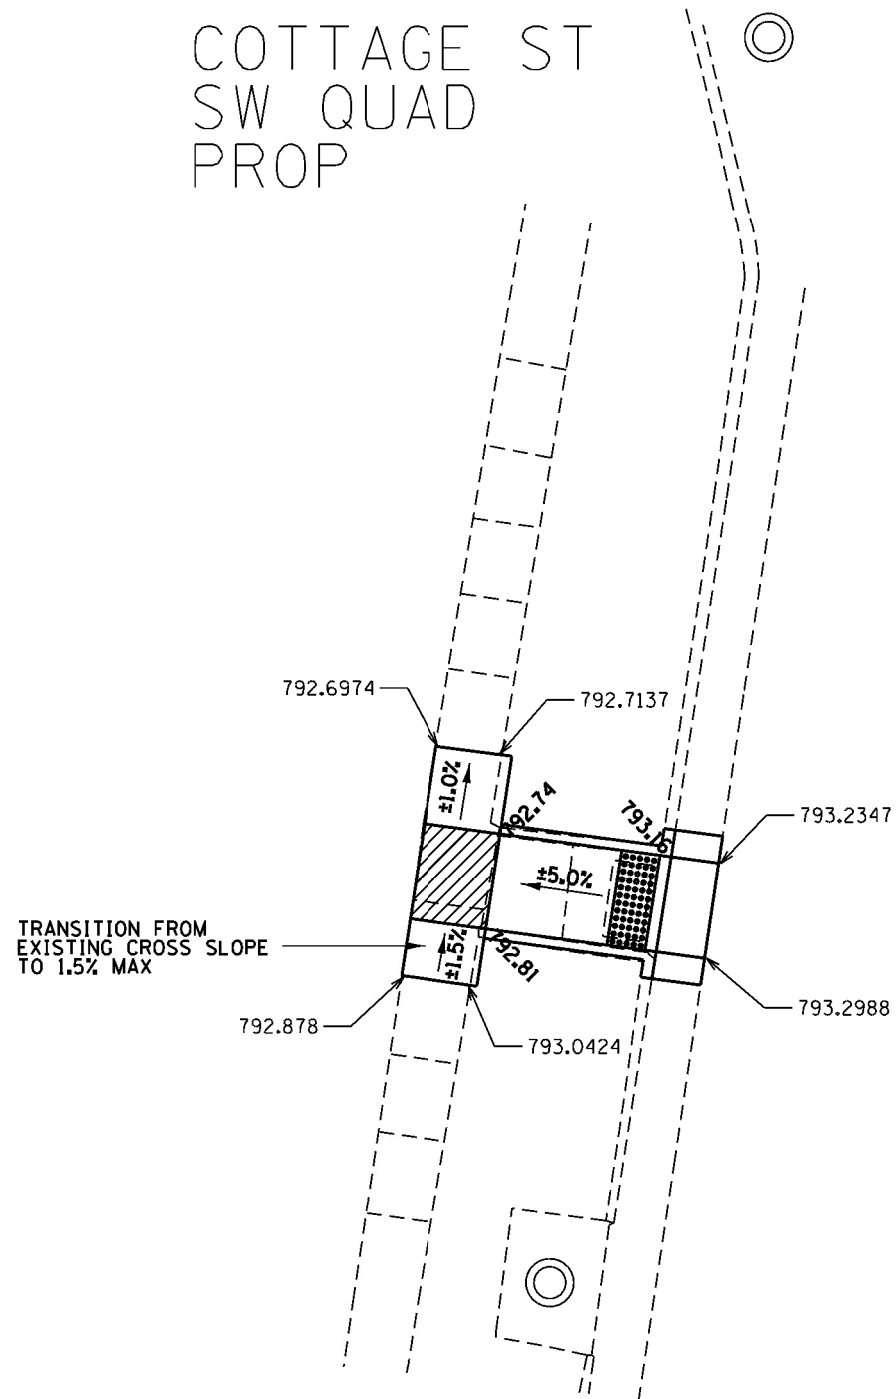 COTTAGE ST
SW QUAD
PROP
792.6974
792.7137
±1.0%
792.74
793.16
793.2347
±5.0%
TRANSITION FROM
EXISTING CROSS SLOPE
TO 1.5% MAX
±1.5%
792.81
793.2988
792.878
793.0424